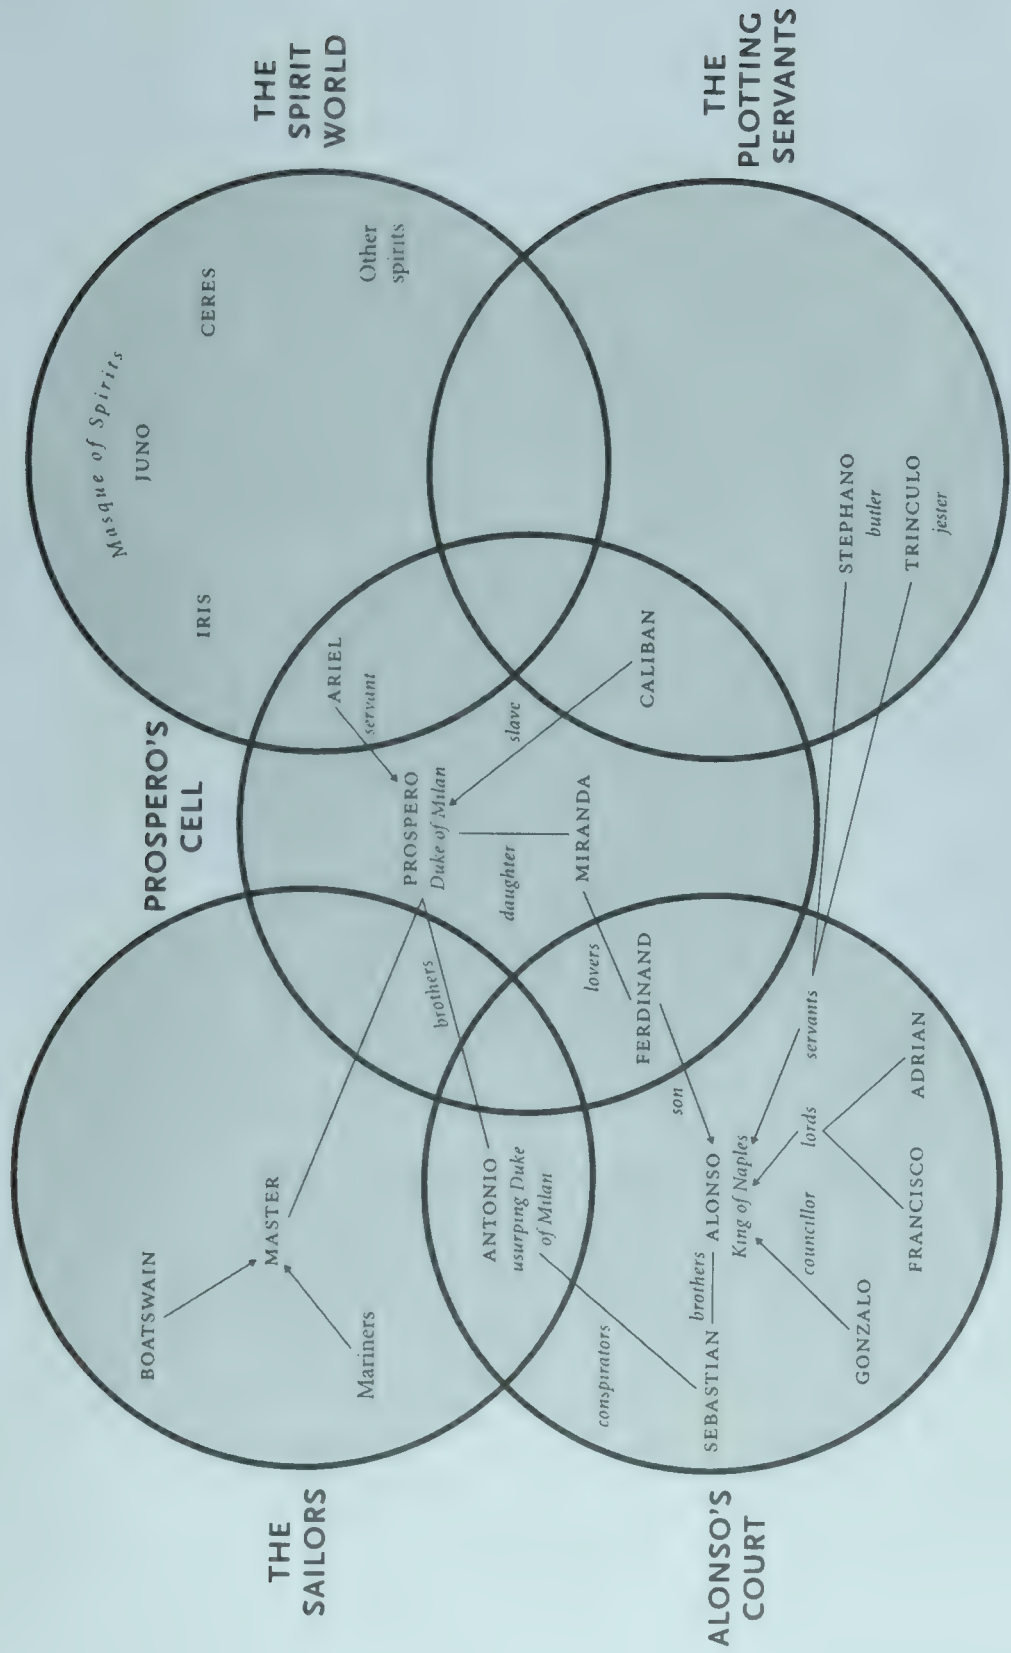 THE
SAILORS
BOATSWAIN
MASTER
Mariners
PROSPERO'S
CELL
THE
SPIRIT
WORLD
Masque of Spirits
IRIS
JUNO
CERES
Other
spirits
ARIEL
servant
PROSPERO
Duke of Milan
slave
daughter
brothers
MIRANDA
CALIBAN
lovers
FERDINAND
son
ANTONIO
usurping Duke
of Milan
conspirators
ALONSO'S
COURT
SEBASTIAN
brothers
ALONSO
King of Naples
councillor
lords
servants
GONZALO
FRANCISCO
ADRIAN
THE
PLOTTING
SERVANTS
STEPHANO
butler
TRINCULO
jester